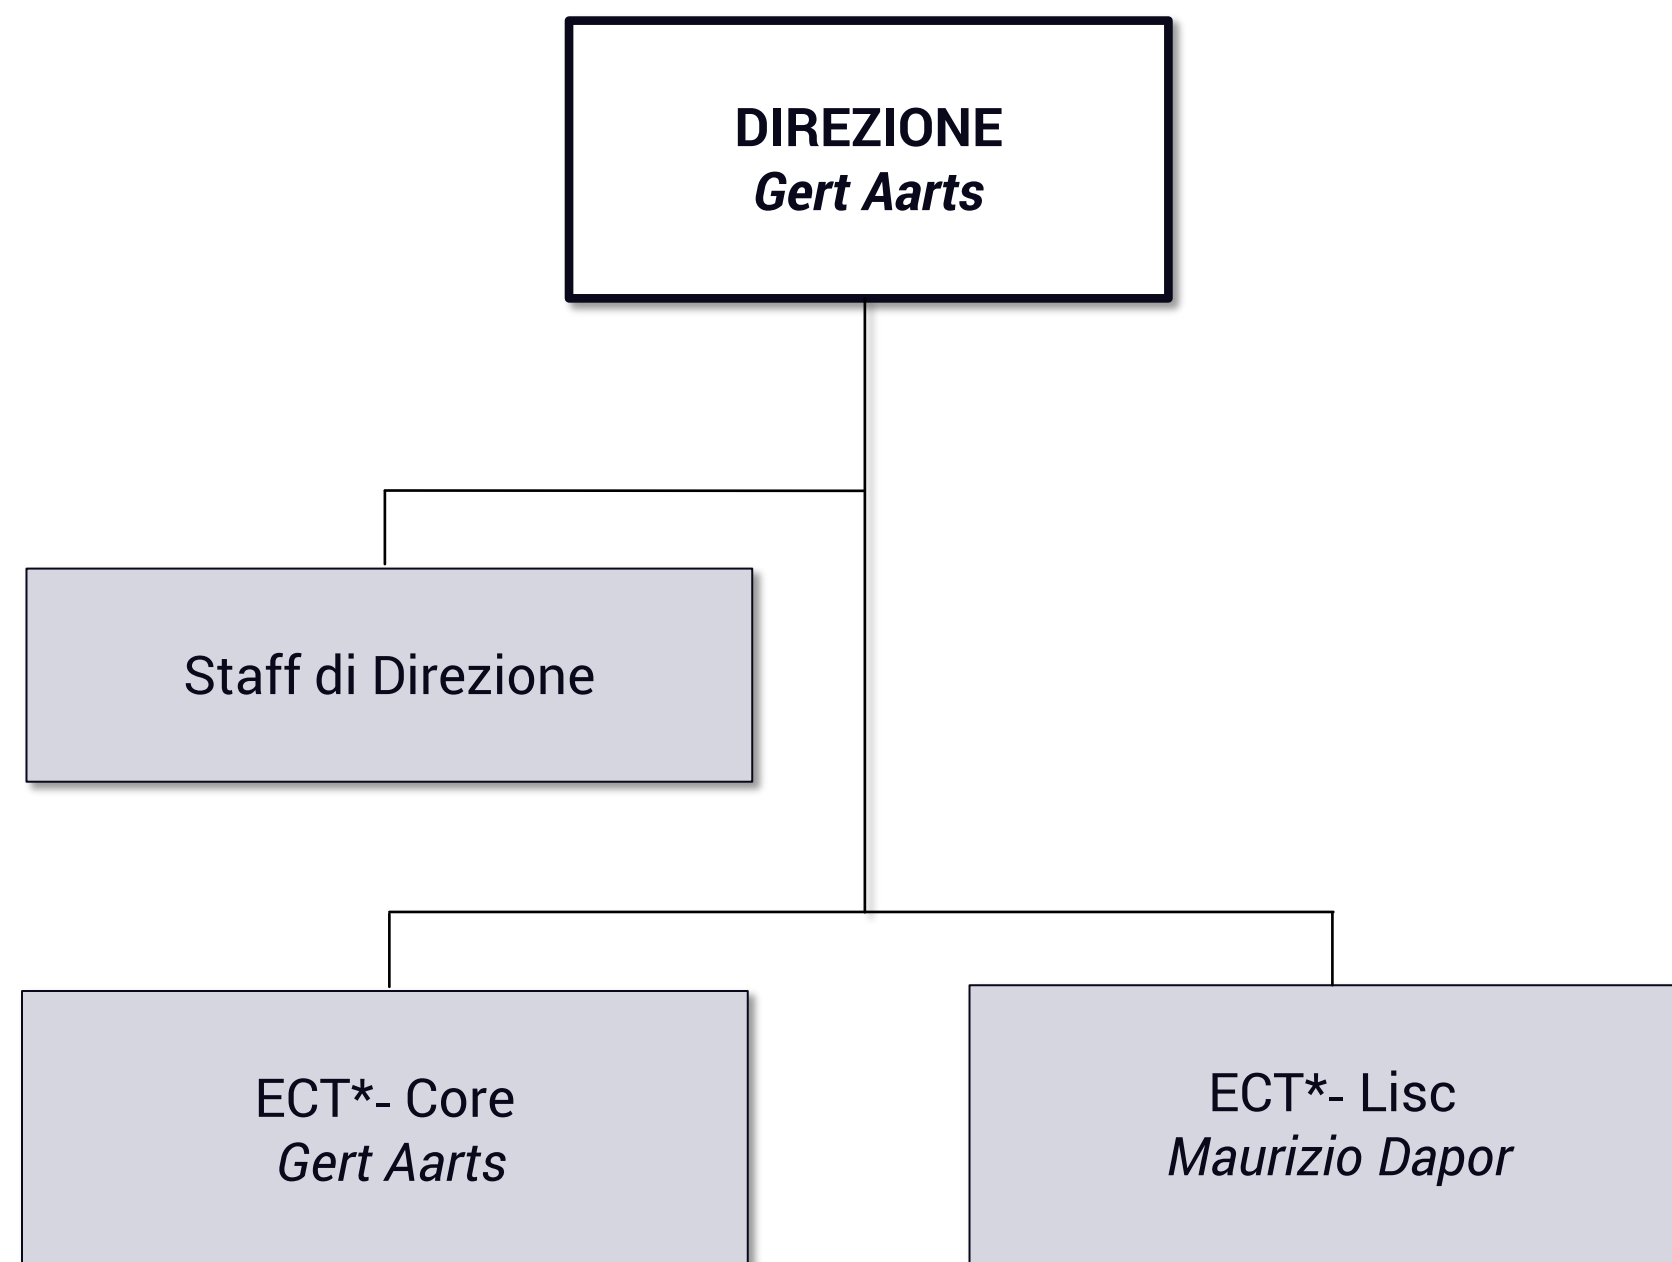 DIREZIONE
Gert Aarts
Staff di Direzione
ECT*- Core
Gert Aarts
ECT*- Lisc
Maurizio Dapor